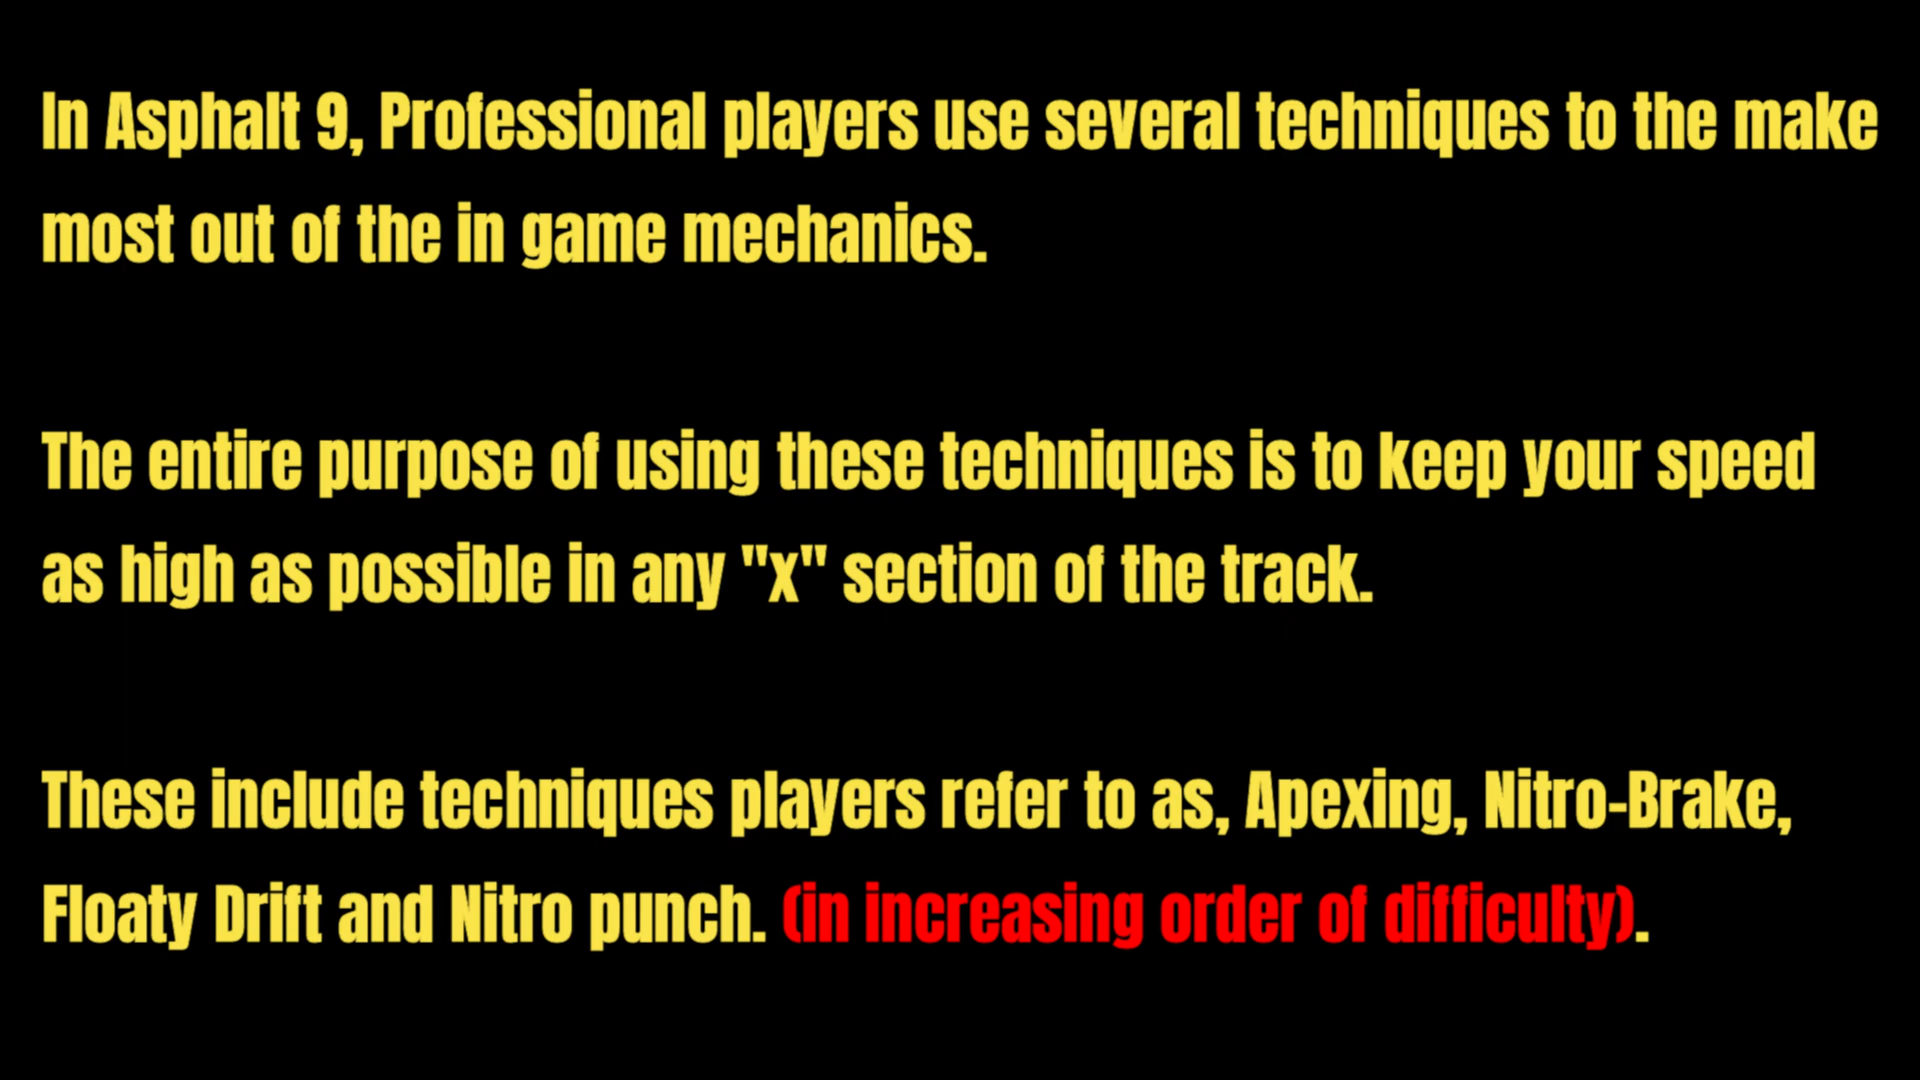 In Asphalt 9, Professional players use several techniques to the make
most out of the in game mechanics.
The entire purpose of using these techniques is to keep your speed
as high as possible in any "x" section of the track.
These include techniques players refer to as, Apexing, Nitro-Brake,
Floaty Drift and Nitro punch. (in increasing order of difficulty).